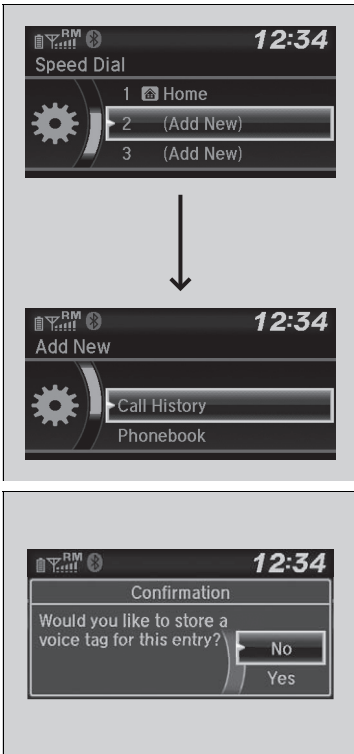 RM 12:34
Speed Dial
1 Home
2 (Add New)
3 (Add New)
RM 12:34
Add New
Call History
Phonebook
RM 12:34
Confirmation
Would you like to store a
voice tag for this entry?
No
Yes